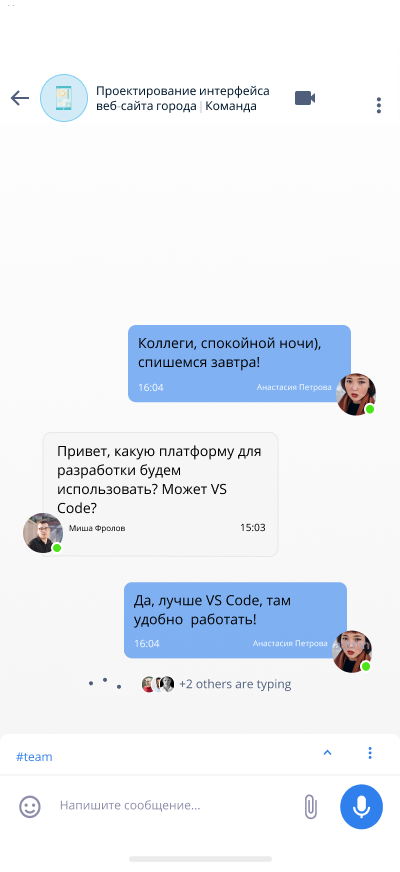 Проектирование интерфейса
веб-сайта города | Команда
Коллеги, спокойной ночи),
спишемся завтра!
16:04 Анастасия Петрова
Привет, какую платформу для
разработки будем
использовать? Может VS
Code?
Миша Фролов 15:03
Да, лучше VS Code, там
удобно работать!
16:04 Анастасия Петрова
+2 others are typing
#team
Напишите сообщение...